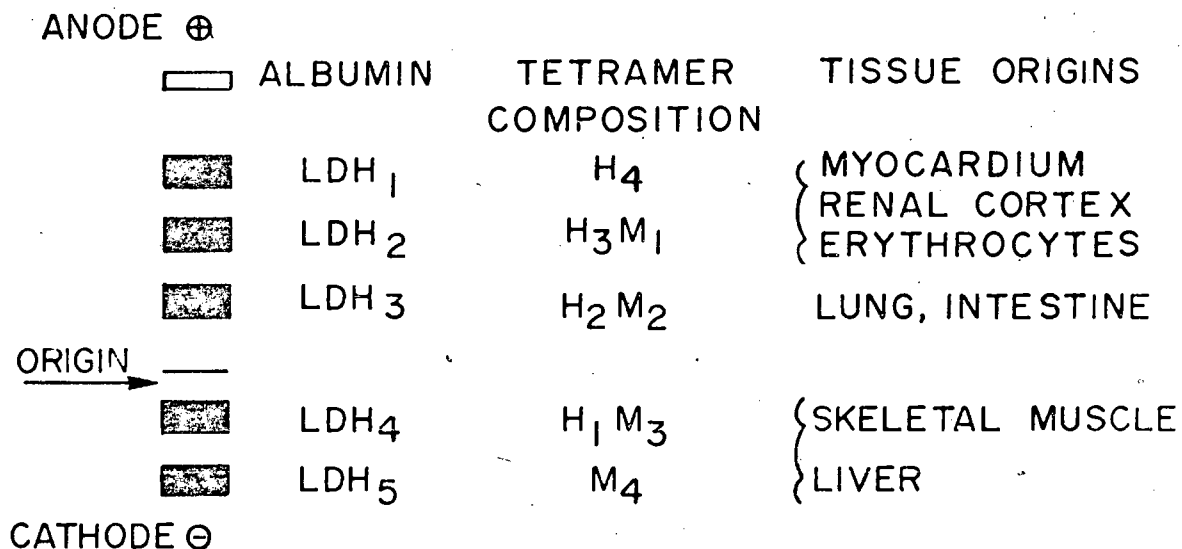 ANODE ⊕
ALBUMIN TETRAMER COMPOSITION TISSUE ORIGINS
LDH₁ H₄ MYOCARDIUM
RENAL CORTEX
LDH₂ H₃M₁ ERYTHROCYTES
LDH₃ H₂M₂ LUNG, INTESTINE
ORIGIN
LDH₄ H₁M₃ SKELETAL MUSCLE
LDH₅ M₄ LIVER
CATHODE ⊖